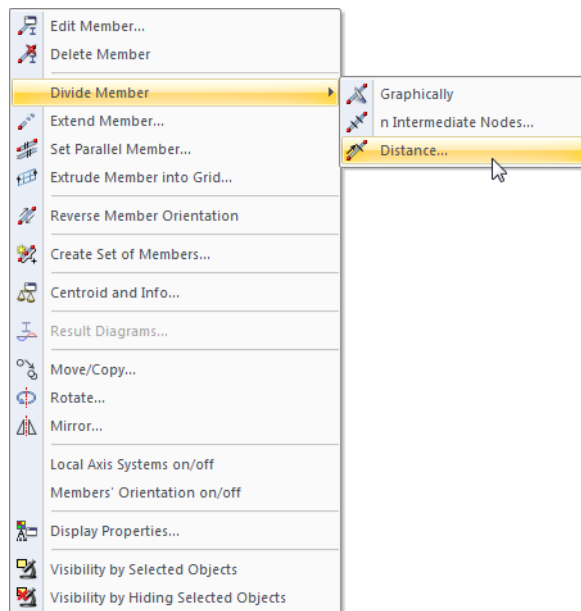 Edit Member...
Delete Member
Divide Member
Graphically
n Intermediate Nodes...
Distance...
Extend Member...
Set Parallel Member...
Extrude Member into Grid...
Reverse Member Orientation
Create Set of Members...
Centroid and Info...
Result Diagrams...
Move/Copy...
Rotate...
Mirror...
Local Axis Systems on/off
Members' Orientation on/off
Display Properties...
Visibility by Selected Objects
Visibility by Hiding Selected Objects